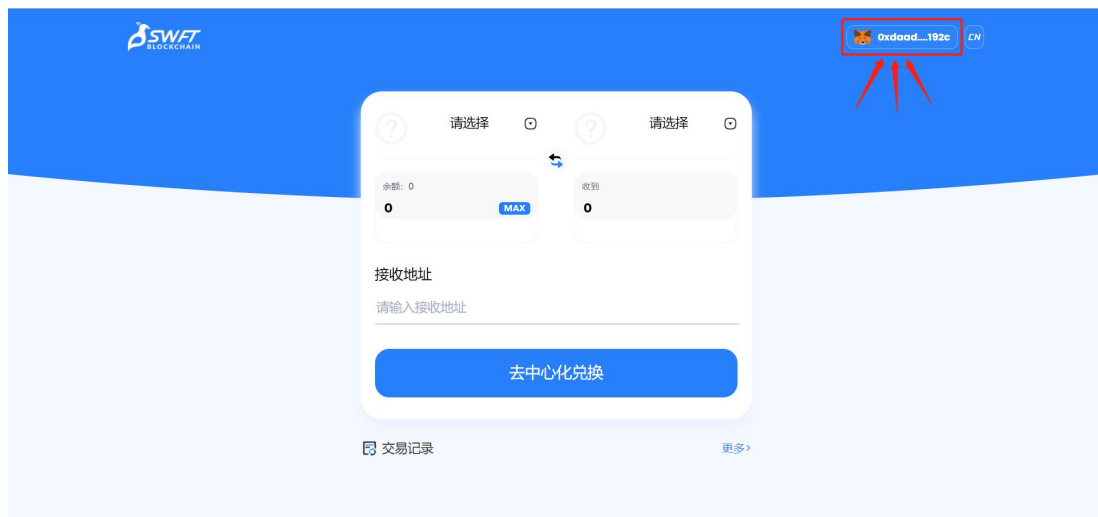 SWFT
BLOCKCHAIN
0xdaad....192c
EN
请选择
请选择
余额: 0
0
MAX
收到
0
接收地址
请输入接收地址
去中心化兑换
交易记录
更多>